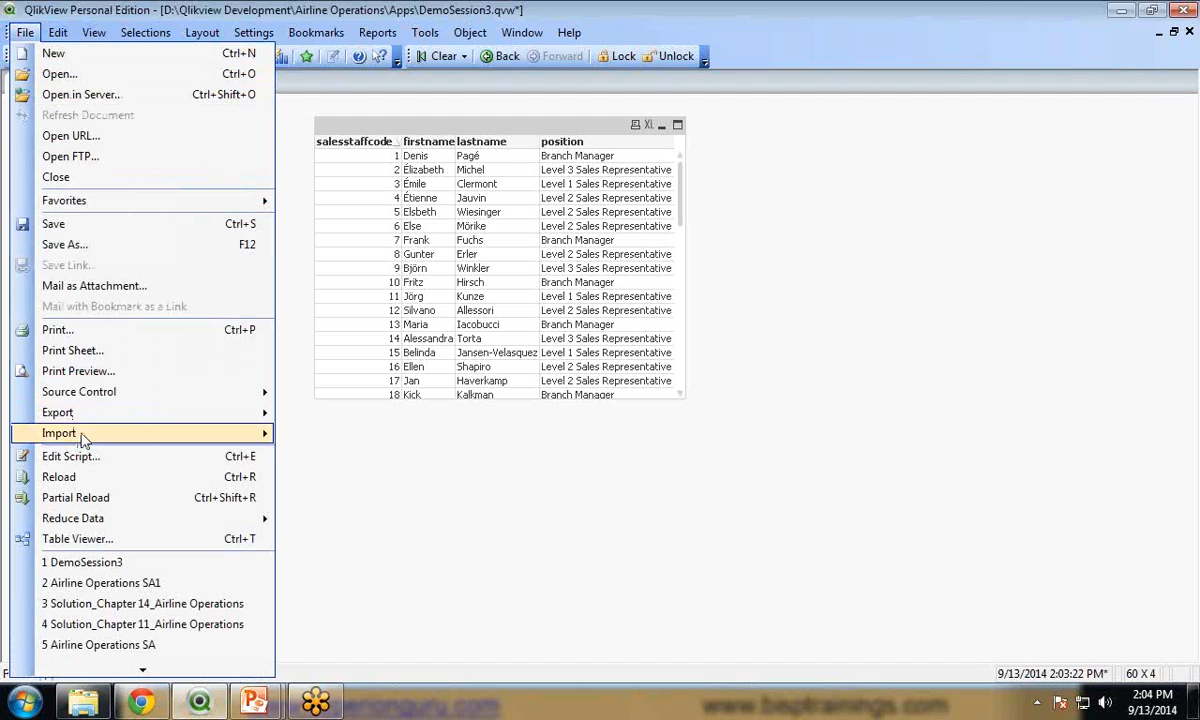 QlikView Personal Edition - [D:\Qlikview Development\Airline Operations\Apps\DemoSession3.qvw*]
File Edit View Selections Layout Settings Bookmarks Reports Tools Object Window Help
Clear Back Forward Lock Unlock
New Ctrl+N
Open... Ctrl+O
Open in Server... Ctrl+Shift+O
Refresh Document
Open URL...
Open FTP...
Close
Favorites
Save Ctrl+S
Save As... F12
Save Link...
Mail as Attachment...
Mail with Bookmark as a Link
Print... Ctrl+P
Print Sheet...
Print Preview...
Source Control
Export
Import
Edit Script... Ctrl+E
Reload Ctrl+R
Partial Reload Ctrl+Shift+R
Reduce Data
Table Viewer... Ctrl+T
1 DemoSession3
2 Airline Operations SA1
3 Solution_Chapter 14_Airline Operations
4 Solution_Chapter 11_Airline Operations
5 Airline Operations SA
XL
salesstaffcode firstname lastname position
1 Denis Pagé Branch Manager
2 Élizabeth Michel Level 3 Sales Representative
3 Émile Clermont Level 1 Sales Representative
4 Étienne Jauvin Level 2 Sales Representative
5 Elsbeth Wiesinger Level 2 Sales Representative
6 Else Mörike Level 2 Sales Representative
7 Frank Fuchs Branch Manager
8 Gunter Erler Level 2 Sales Representative
9 Björn Winkler Level 3 Sales Representative
10 Fritz Hirsch Branch Manager
11 Jörg Kunze Level 1 Sales Representative
12 Silvano Allessori Level 2 Sales Representative
13 Maria Iacobucci Branch Manager
14 Alessandra Torta Level 3 Sales Representative
15 Belinda Jansen-Velasquez Level 1 Sales Representative
16 Ellen Shapiro Level 2 Sales Representative
17 Jan Haverkamp Level 2 Sales Representative
18 Kick Kalkman Branch Manager
F
9/13/2014 2:03:22 PM* 60 X 4
www.bisptrainings.com
2:04 PM
9/13/2014